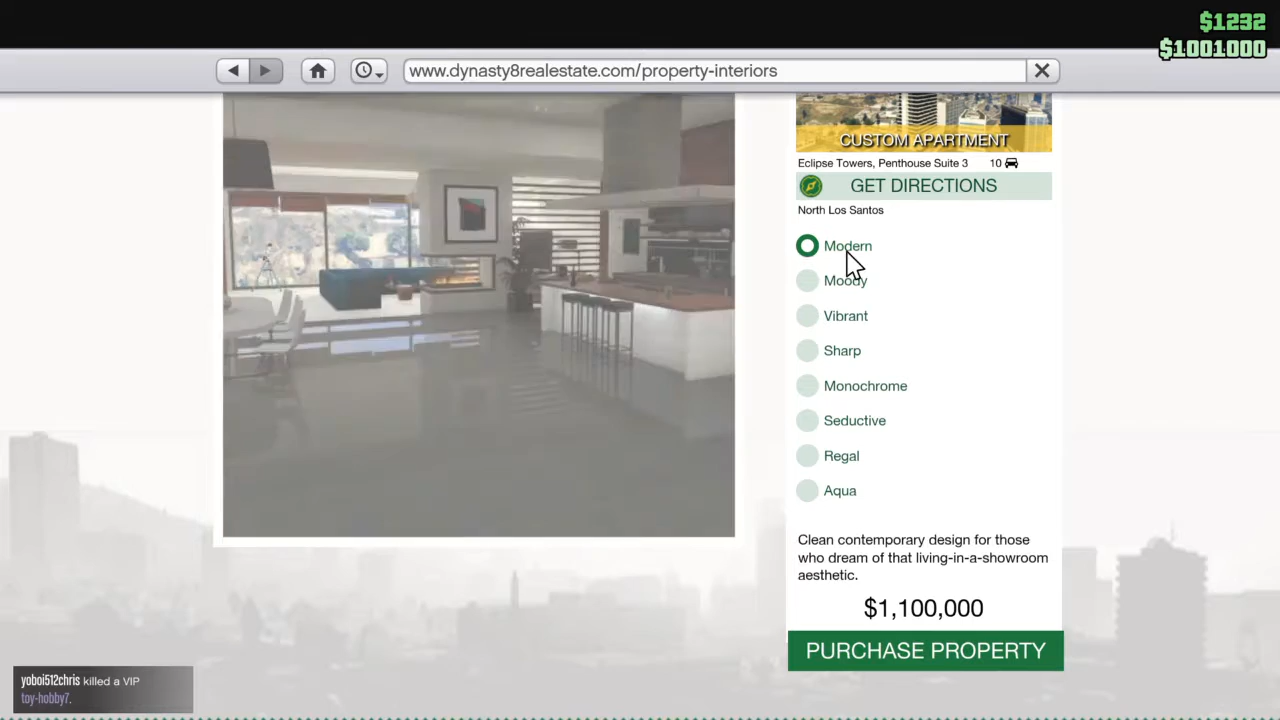 $1232
$1001000
www.dynasty8realestate.com/property-interiors
CUSTOM APARTMENT
Eclipse Towers, Penthouse Suite 3 10
GET DIRECTIONS
North Los Santos
Modern
Moody
Vibrant
Sharp
Monochrome
Seductive
Regal
Aqua
Clean contemporary design for those
who dream of that living-in-a-showroom
aesthetic.
$1,100,000
PURCHASE PROPERTY
yoboi512chris killed a VIP
toy-hobby7.